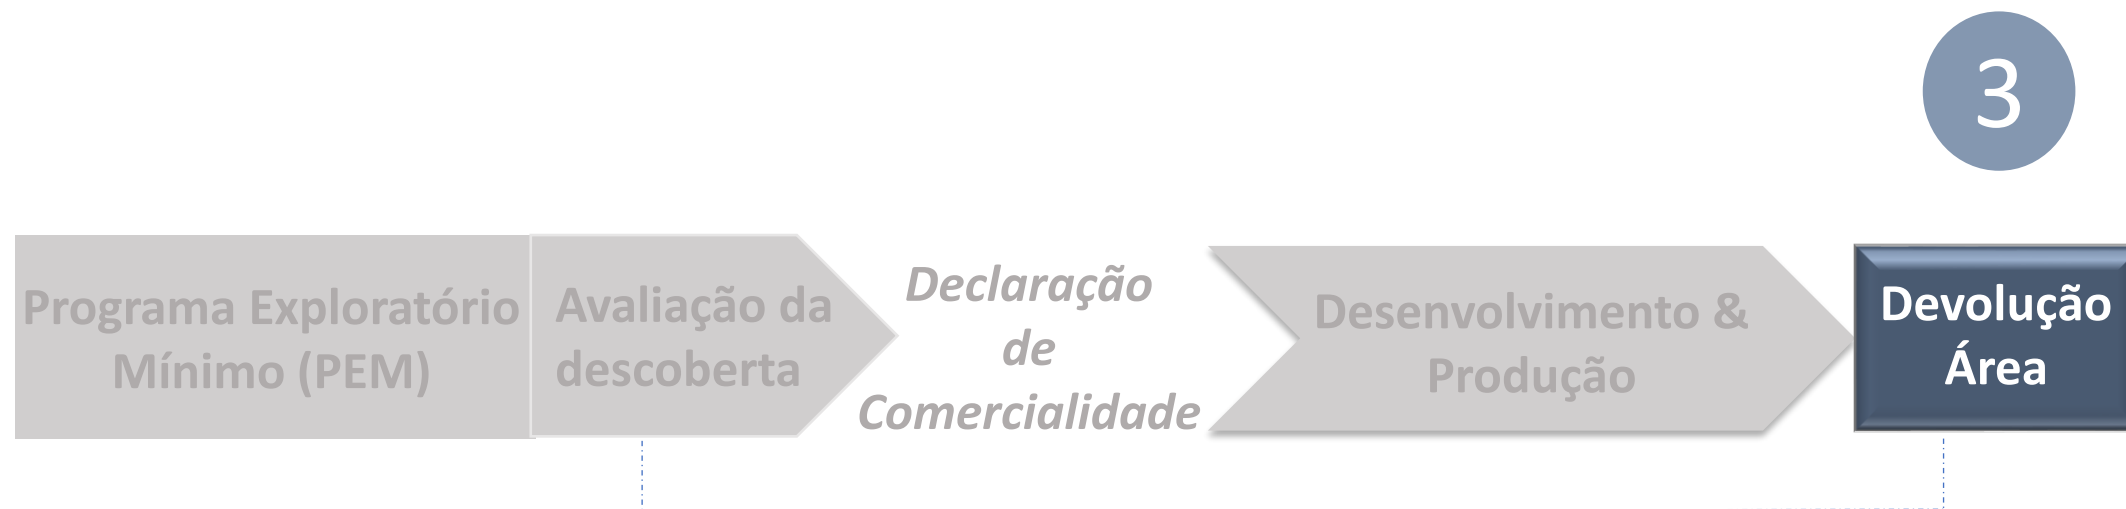 3
Programa Exploratório
Mínimo (PEM)
Avaliação da
descoberta
Declaração
de
Comercialidade
Desenvolvimento &
Produção
Devolução
Área